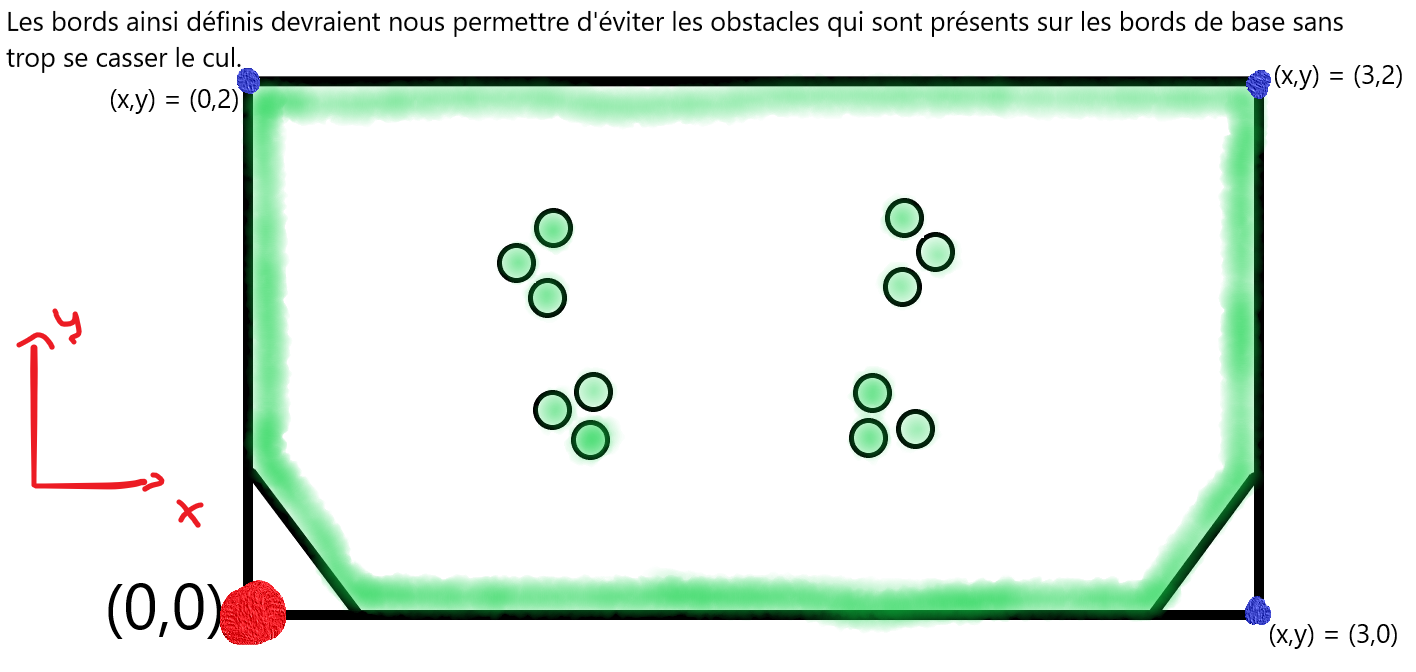 Les bords ainsi définis devraient nous permettre d'éviter les obstacles qui sont présents sur les bords de base sans
trop se casser le cul.
(x,y) = (3,2)
(x,y) = (0,2)
y
x
(0,0)
(x,y) = (3,0)